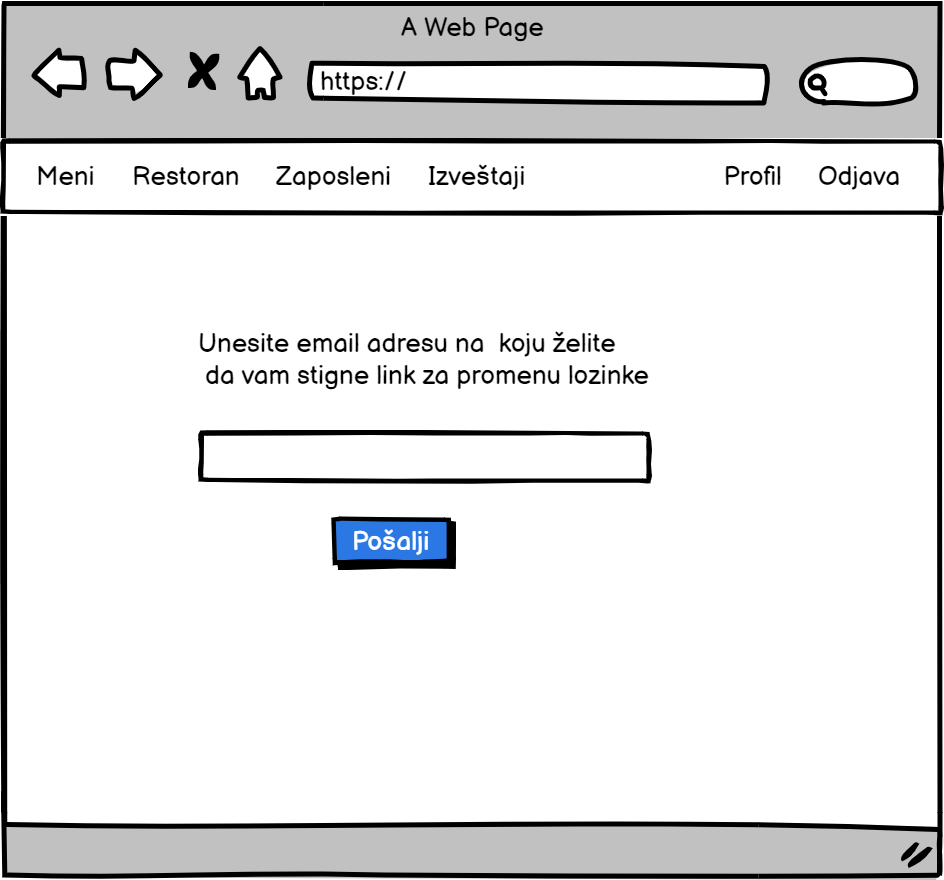 A Web Page
https://
Meni Restoran Zaposleni Izveštaji Profil Odjava
Unesite email adresu na koju želite
da vam stigne link za promenu lozinke
Pošalji